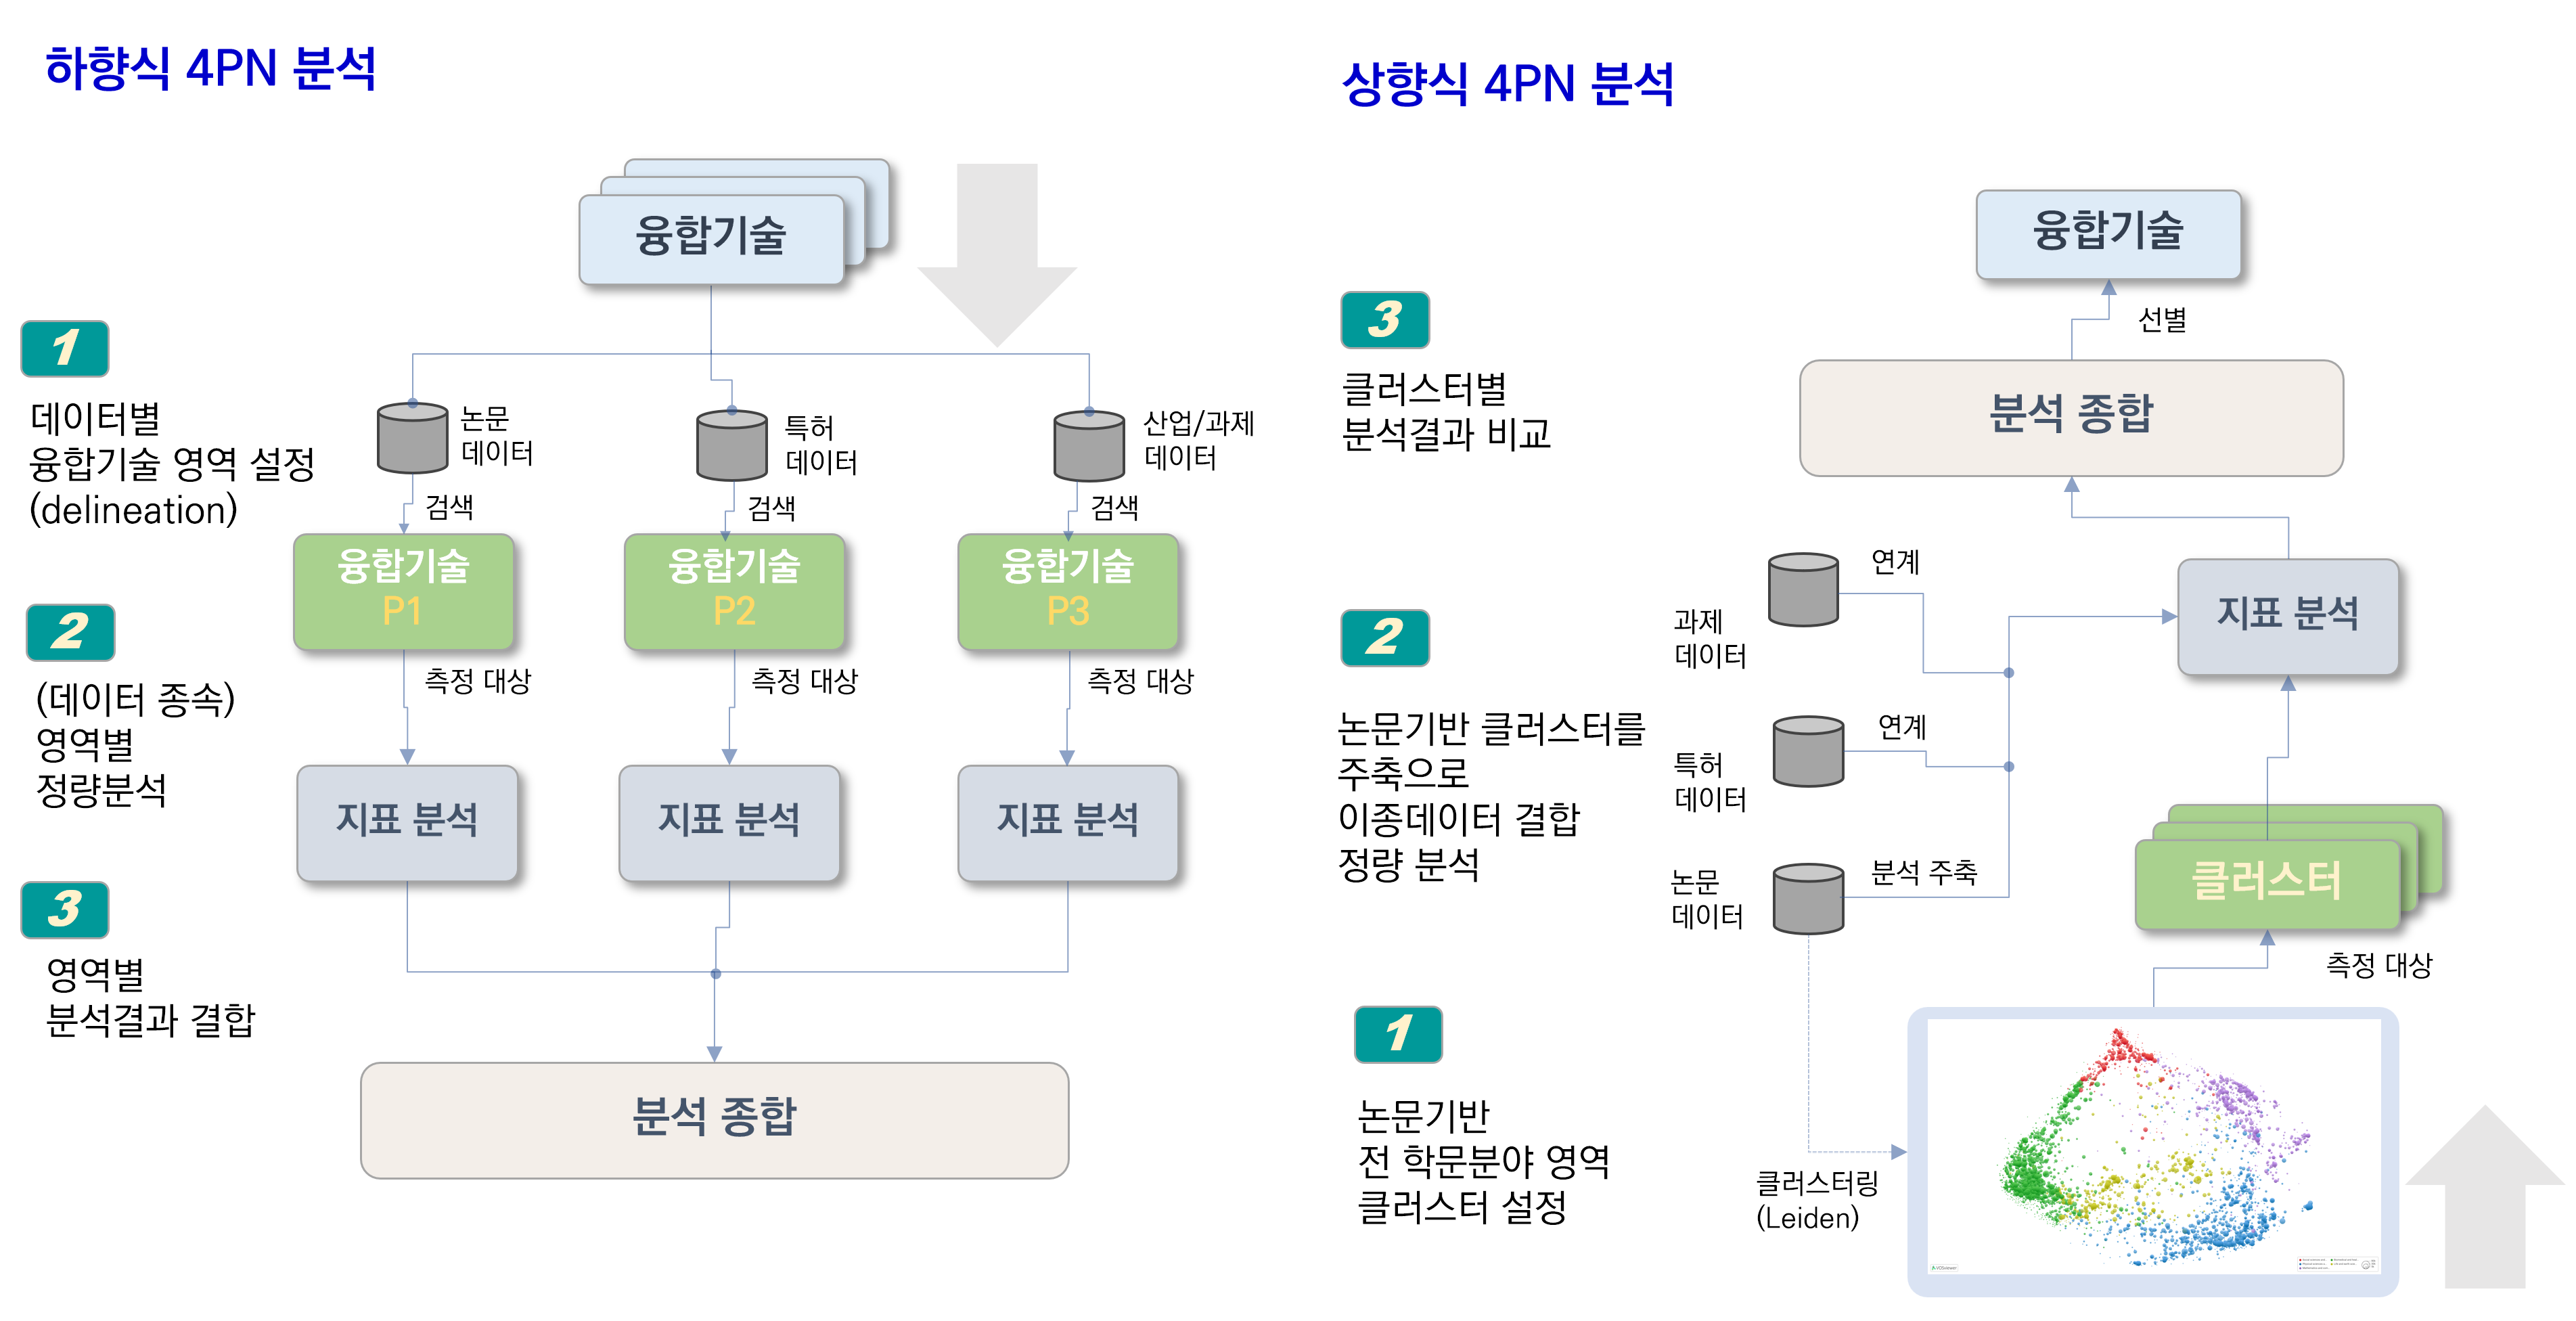 하향식 4PN 분석
융합기술
1
데이터별
융합기술 영역 설정
(delineation)
논문
데이터
특허
데이터
산업/과제
데이터
검색
검색
검색
융합기술
P1
융합기술
P2
융합기술
P3
2
(데이터 종속)
영역별
정량분석
측정 대상
측정 대상
측정 대상
지표 분석
지표 분석
지표 분석
3
영역별
분석결과 결합
분석 종합
상향식 4PN 분석
융합기술
선별
3
클러스터별
분석결과 비교
분석 종합
연계
과제
데이터
지표 분석
2
논문기반 클러스터를
주축으로
이종데이터 결합
정량 분석
연계
특허
데이터
분석 주축
논문
데이터
클러스터
측정 대상
1
논문기반
전 학문분야 영역
클러스터 설정
클러스터링
(Leiden)
VOSviewer